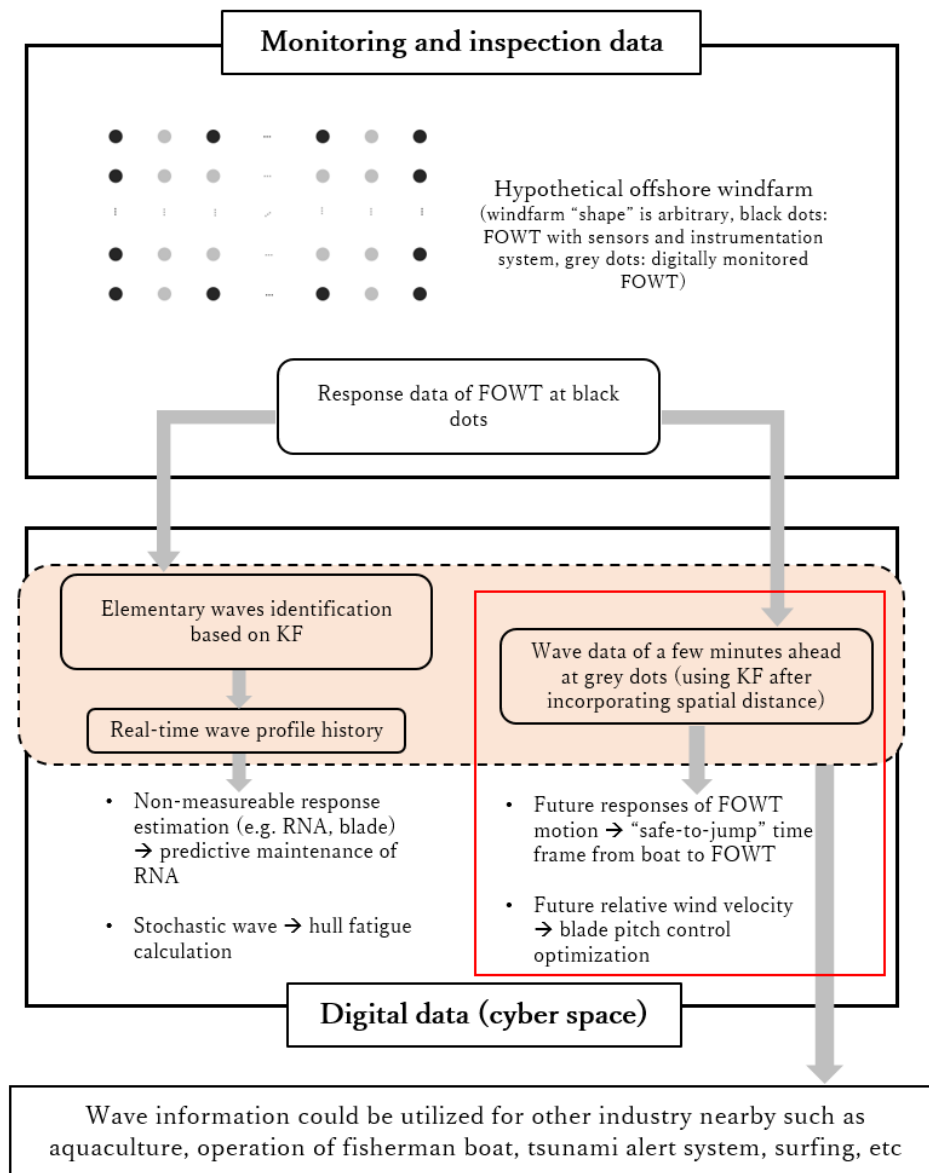 Monitoring and inspection data
Hypothetical offshore windfarm
(windfarm “shape” is arbitrary, black dots:
FOWT with sensors and instrumentation
system, grey dots: digitally monitored
FOWT)
Response data of FOWT at black
dots
Elementary waves identification
based on KF
Real-time wave profile history
• Non-measureable response
estimation (e.g. RNA, blade)
→ predictive maintenance of
RNA
• Stochastic wave → hull fatigue
calculation
Wave data of a few minutes ahead
at grey dots (using KF after
incorporating spatial distance)
• Future responses of FOWT
motion → “safe-to-jump” time
frame from boat to FOWT
• Future relative wind velocity
→ blade pitch control
optimization
Digital data (cyber space)
Wave information could be utilized for other industry nearby such as
aquaculture, operation of fisherman boat, tsunami alert system, surfing, etc